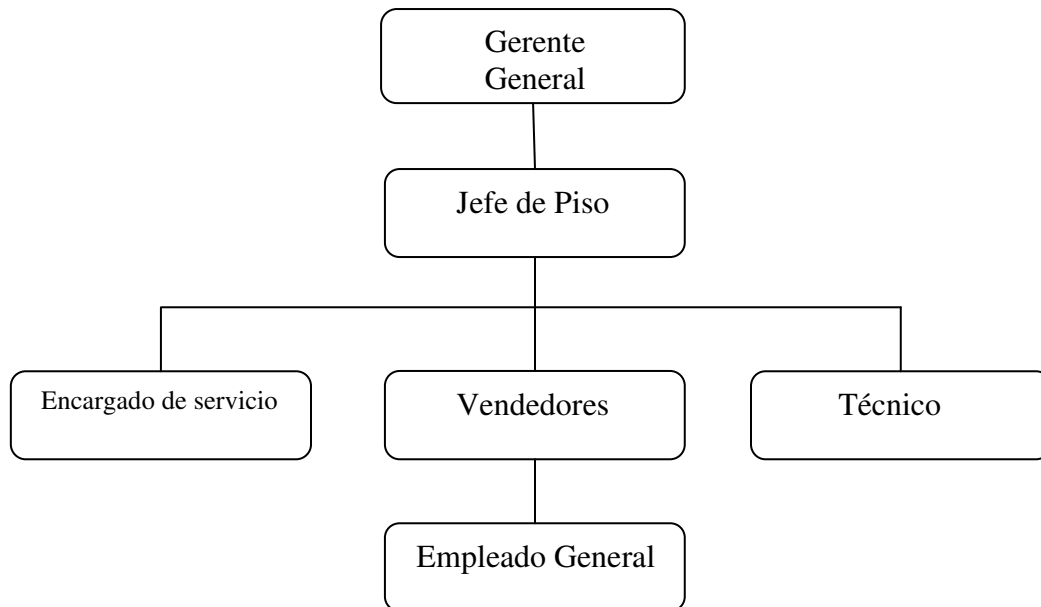 Gerente
General
Jefe de Piso
Encargado de servicio
Vendedores
Técnico
Empleado General